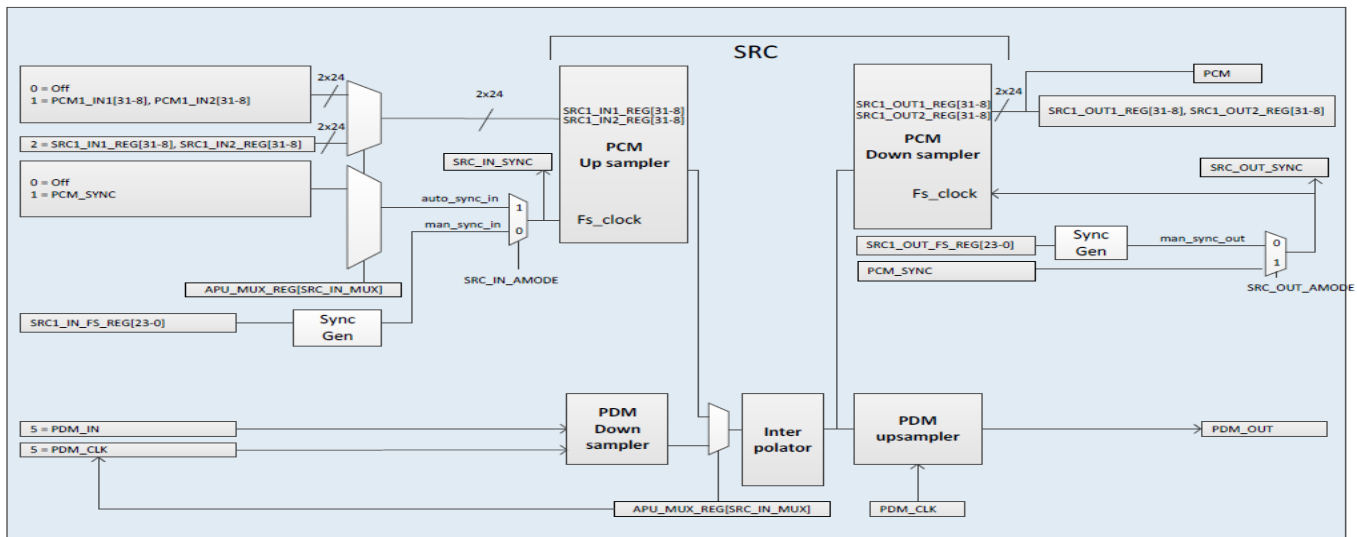 SRC
0 = Off
1 = PCM1_IN1[31-8], PCM1_IN2[31-8]
2x24
2x24
2 = SRC1_IN1_REG[31-8], SRC1_IN2_REG[31-8]
0 = Off
1 = PCM_SYNC
2x24
SRC_IN_SYNC
auto_sync_in
man_sync_in
1
0
SRC_IN_AMODE
APU_MUX_REG[SRC_IN_MUX]
SRC1_IN_FS_REG[23-0]
Sync
Gen
SRC1_IN1_REG[31-8]
SRC1_IN2_REG[31-8]
PCM
Up sampler
Fs_clock
SRC1_OUT1_REG[31-8]
SRC1_OUT2_REG[31-8]
PCM
Down sampler
Fs_clock
2x24
PCM
SRC1_OUT1_REG[31-8], SRC1_OUT2_REG[31-8]
SRC_OUT_SYNC
SRC1_OUT_FS_REG[23-0]
Sync
Gen
man_sync_out
0
1
PCM_SYNC
SRC_OUT_AMODE
5 = PDM_IN
5 = PDM_CLK
PDM
Down
sampler
Inter
polator
PDM
upsampler
PDM_OUT
APU_MUX_REG[SRC_IN_MUX]
PDM_CLK